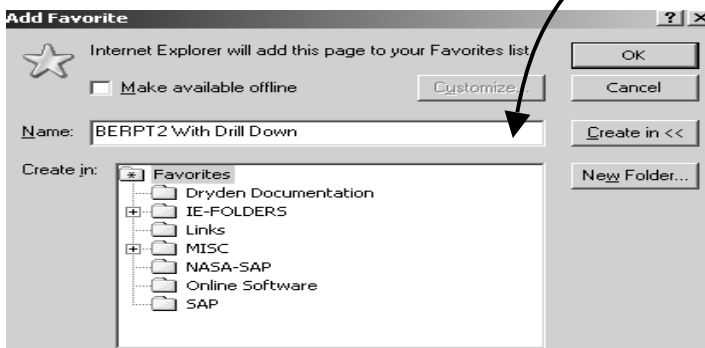 Add Favorite ? ×
Internet Explorer will add this page to your Favorites list
OK
Make available offline Customize... Cancel
Name: BERPT2 With Drill Down Create in <<
Create in: Favorites New Folder...
Dryden Documentation
IE-FOLDERS
Links
MISC
NASA-SAP
Online Software
SAP